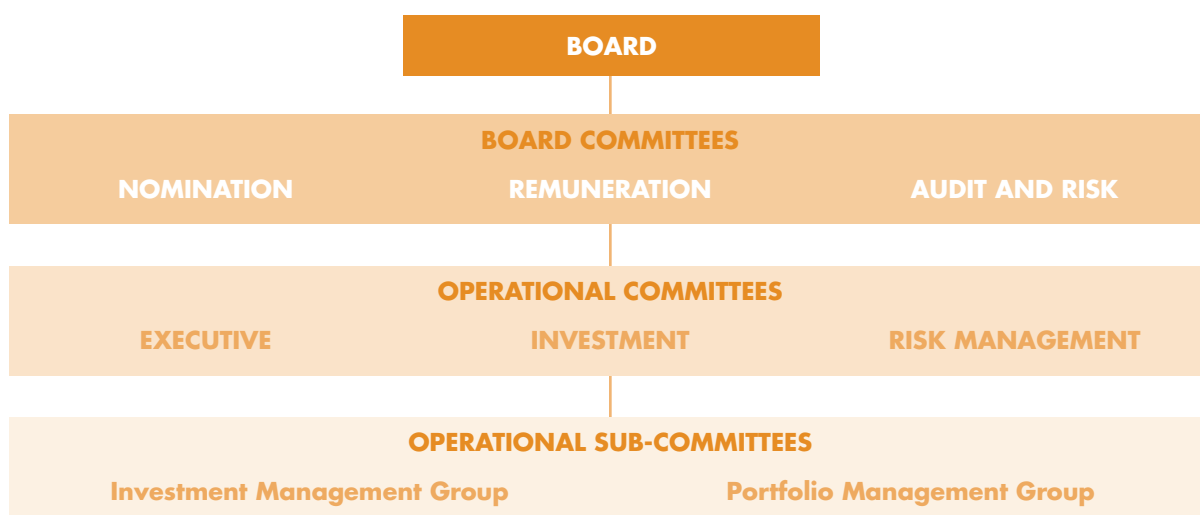 BOARD
BOARD COMMITTEES
NOMINATION REMUNERATION AUDIT AND RISK
OPERATIONAL COMMITTEES
EXECUTIVE INVESTMENT RISK MANAGEMENT
OPERATIONAL SUB-COMMITTEES
Investment Management Group Portfolio Management Group